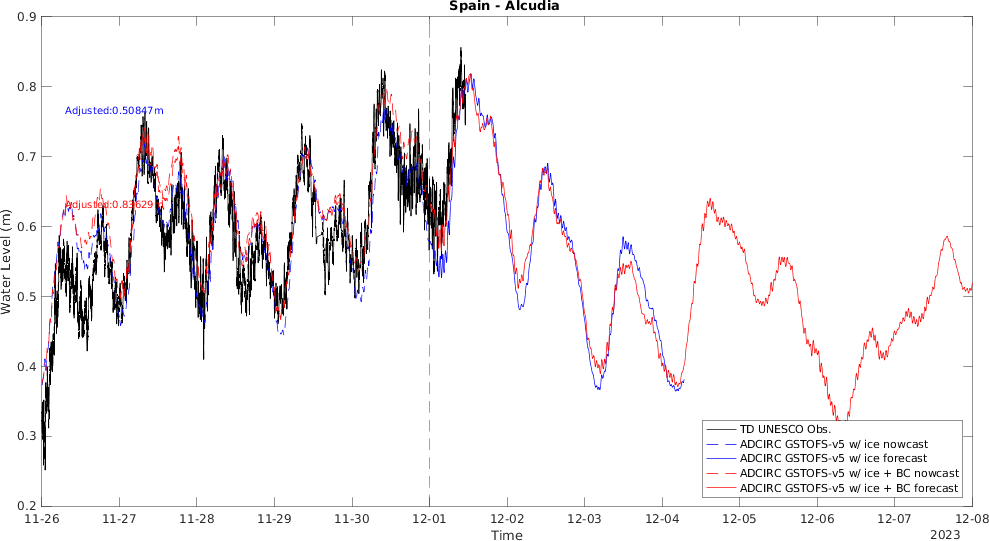 Spain - Alcudia
0.9
0.8
0.7
0.6
0.5
0.4
0.3
0.2
Water Level (m)
Adjusted:0.50847m
TD UNESCO Obs.
ADCIRC GSTOFS-v5 w/ ice nowcast
ADCIRC GSTOFS-v5 w/ ice forecast
ADCIRC GSTOFS-v5 w/ ice + BC nowcast
ADCIRC GSTOFS-v5 w/ ice + BC forecast
11-26 11-27 11-28 11-29 11-30 12-01 12-02 12-03 12-04 12-05 12-06 12-07 12-08
Time
2023